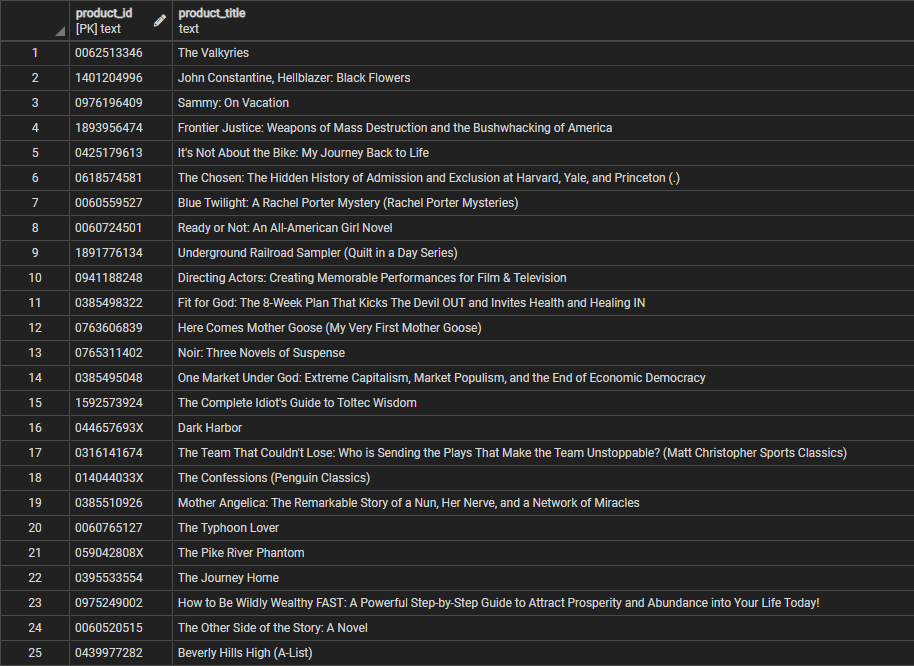 product_id product_title
[PK] text text
1 0062513346 The Valkyries
2 1401204996 John Constantine, Hellblazer: Black Flowers
3 0976196409 Sammy: On Vacation
4 1893956474 Frontier Justice: Weapons of Mass Destruction and the Bushwhacking of America
5 0425179613 It's Not About the Bike: My Journey Back to Life
6 0618574581 The Chosen: The Hidden History of Admission and Exclusion at Harvard, Yale, and Princeton (.)
7 0060559527 Blue Twilight: A Rachel Porter Mystery (Rachel Porter Mysteries)
8 0060724501 Ready or Not: An All-American Girl Novel
9 1891776134 Underground Railroad Sampler (Quilt in a Day Series)
10 0941188248 Directing Actors: Creating Memorable Performances for Film & Television
11 0385498322 Fit for God: The 8-Week Plan That Kicks The Devil OUT and Invites Health and Healing IN
12 0763606839 Here Comes Mother Goose (My Very First Mother Goose)
13 0765311402 Noir: Three Novels of Suspense
14 0385495048 One Market Under God: Extreme Capitalism, Market Populism, and the End of Economic Democracy
15 1592573924 The Complete Idiot's Guide to Toltec Wisdom
16 044657693X Dark Harbor
17 0316141674 The Team That Couldn't Lose: Who is Sending the Plays That Make the Team Unstoppable? (Matt Christopher Sports Classics)
18 014044033X The Confessions (Penguin Classics)
19 0385510926 Mother Angelica: The Remarkable Story of a Nun, Her Nerve, and a Network of Miracles
20 0060765127 The Typhoon Lover
21 059042808X The Pike River Phantom
22 0395533554 The Journey Home
23 0975249002 How to Be Wildly Wealthy FAST: A Powerful Step-by-Step Guide to Attract Prosperity and Abundance into Your Life Today!
24 0060520515 The Other Side of the Story: A Novel
25 0439977282 Beverly Hills High (A-List)